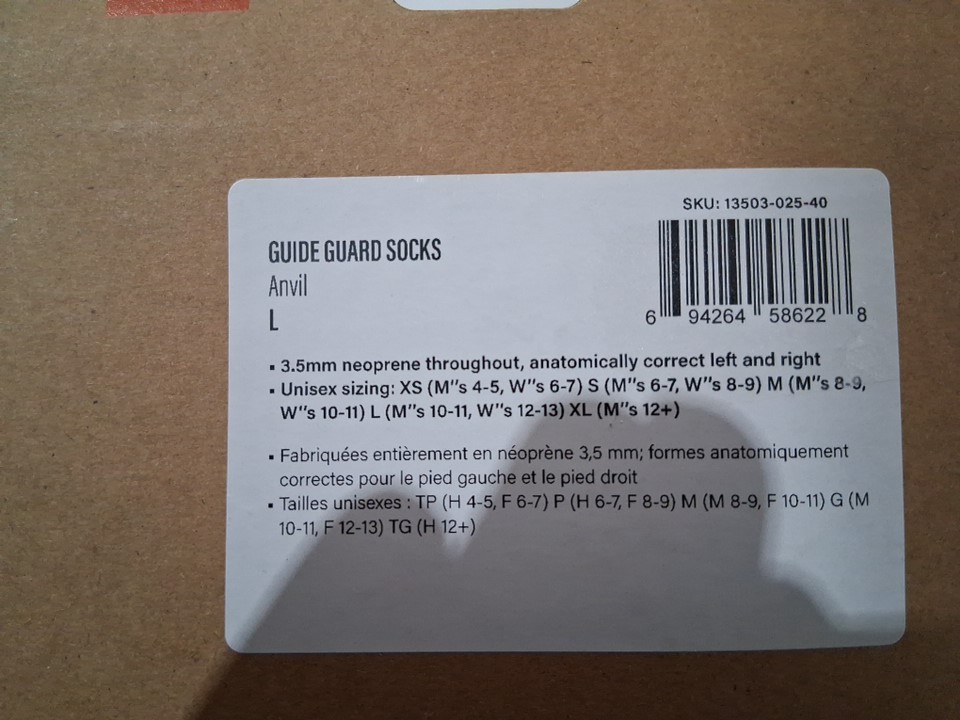 SKU: 13503-025-40
GUIDE GUARD SOCKS
Anvil
L
6 94264 58622 8
▪ 3.5mm neoprene throughout, anatomically correct left and right
▪ Unisex sizing: XS (M"s 4-5, W"s 6-7) S (M"s 6-7, W"s 8-9) M (M"s 8-9,
W"s 10-11) L (M"s 10-11, W"s 12-13) XL (M"s 12+)
▪ Fabriquées entièrement en néoprène 3,5 mm; formes anatomiquement
correctes pour le pied gauche et le pied droit
▪ Tailles unisexes : TP (H 4-5, F 6-7) P (H 6-7, F 8-9) M (M 8-9, F 10-11) G (M
10-11, F 12-13) TG (H 12+)